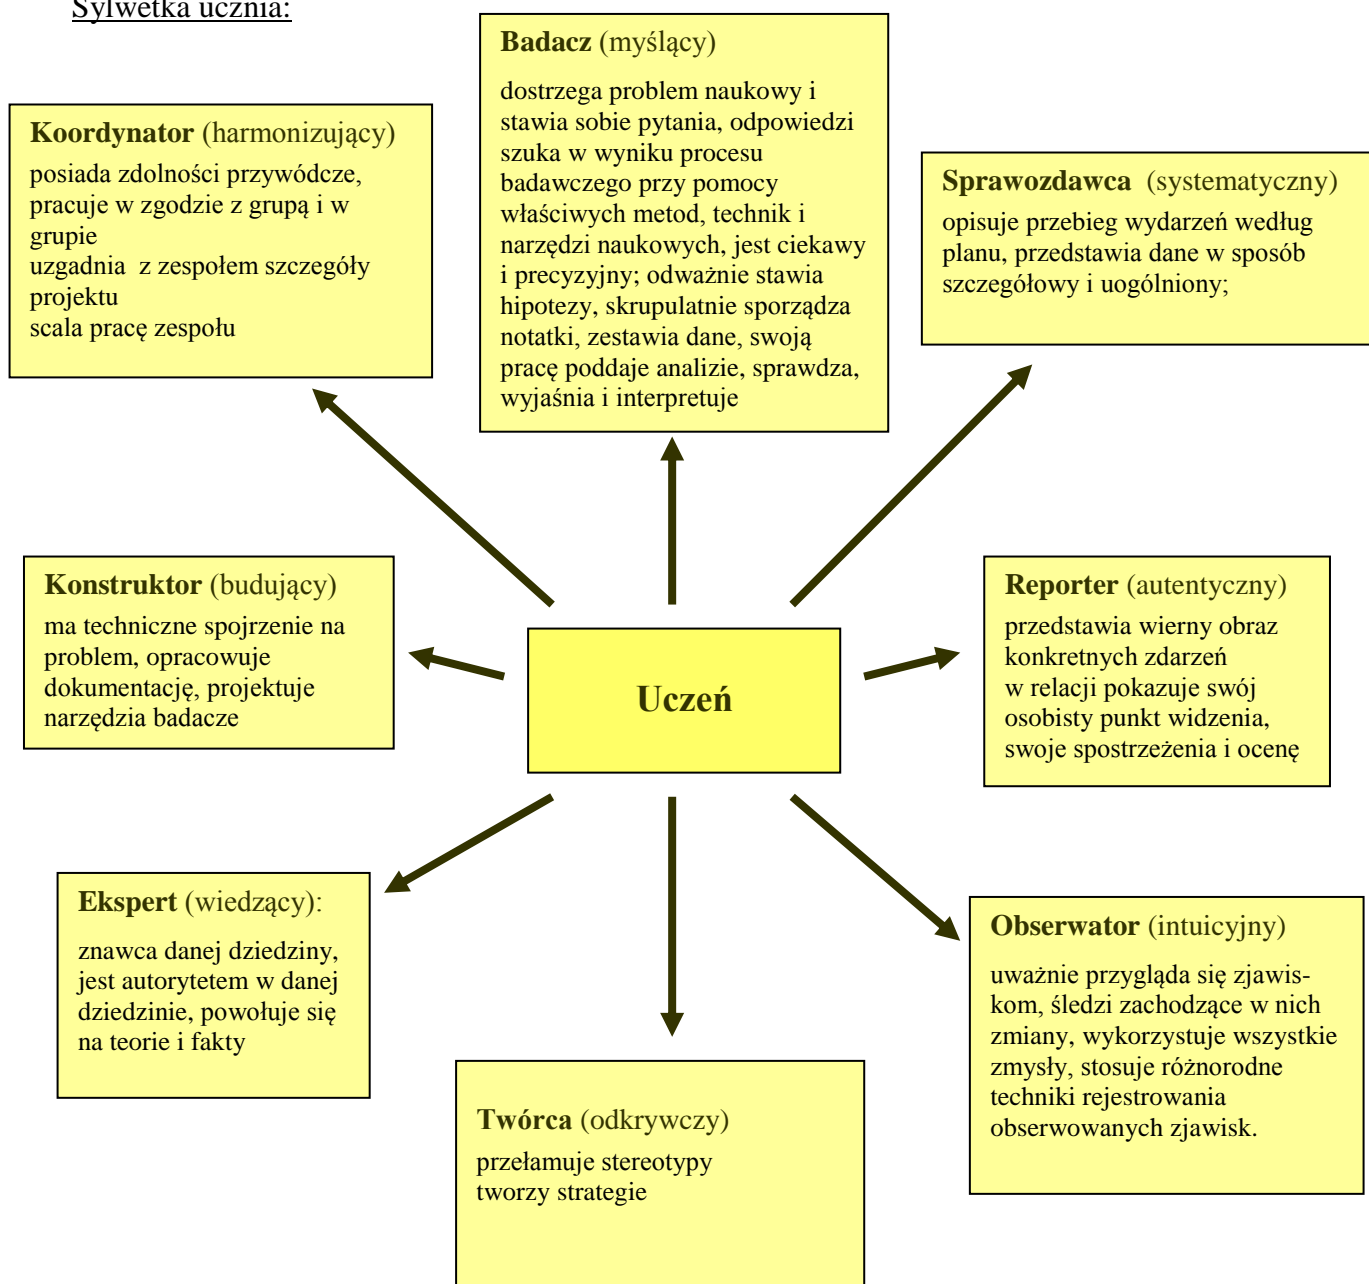 Sylwetka ucznia:
Badacz (myślący)
dostrzega problem naukowy i
stawia sobie pytania, odpowiedzi
szuka w wyniku procesu
badawczego przy pomocy
właściwych metod, technik i
narzędzi naukowych, jest ciekawy
i precyzyjny; odważnie stawia
hipotezy, skrupulatnie sporządza
notatki, zestawia dane, swoją
pracę poddaje analizie, sprawdza,
wyjaśnia i interpretuje
Koordynator (harmonizujący)
posiada zdolności przywódcze,
pracuje w zgodzie z grupą i w
grupie
uzgadnia z zespołem szczegóły
projektu
scala pracę zespołu
Sprawozdawca (systematyczny)
opisuje przebieg wydarzeń według
planu, przedstawia dane w sposób
szczegółowy i uogólniony;
Konstruktor (budujący)
ma techniczne spojrzenie na
problem, opracowuje
dokumentację, projektuje
narzędzia badacze
Uczeń
Reporter (autentyczny)
przedstawia wierny obraz
konkretnych zdarzeń
w relacji pokazuje swój
osobisty punkt widzenia,
swoje spostrzeżenia i ocenę
Ekspert (wiedzący):
znawca danej dziedziny,
jest autorytetem w danej
dziedzinie, powołuje się
na teorie i fakty
Obserwator (intuicyjny)
uważnie przygląda się zjawis-
kom, śledzi zachodzące w nich
zmiany, wykorzystuje wszystkie
zmysły, stosuje różnorodne
techniki rejestrowania
obserwowanych zjawisk.
Twórca (odkrywczy)
przełamuje stereotypy
tworzy strategie